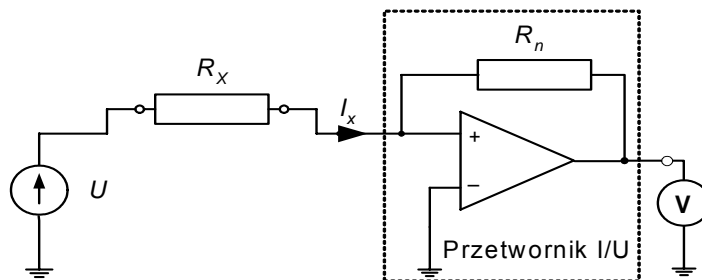 R_n
R_X
I_x
+
U
−
V
Przetwornik I/U